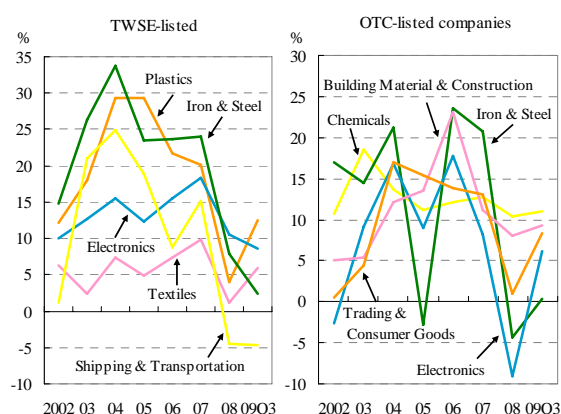 TWSE-listed
%
35
30
25
20
15
10
5
0
-5
-10
Plastics
Iron & Steel
Electronics
Textiles
Shipping & Transportation
2002 03 04 05 06 07 08 09Q3
OTC-listed companies
%
30
25
20
15
10
5
0
-5
-10
Building Material & Construction
Chemicals
Iron & Steel
Trading &
Consumer Goods
Electronics
2002 03 04 05 06 07 08 09Q3